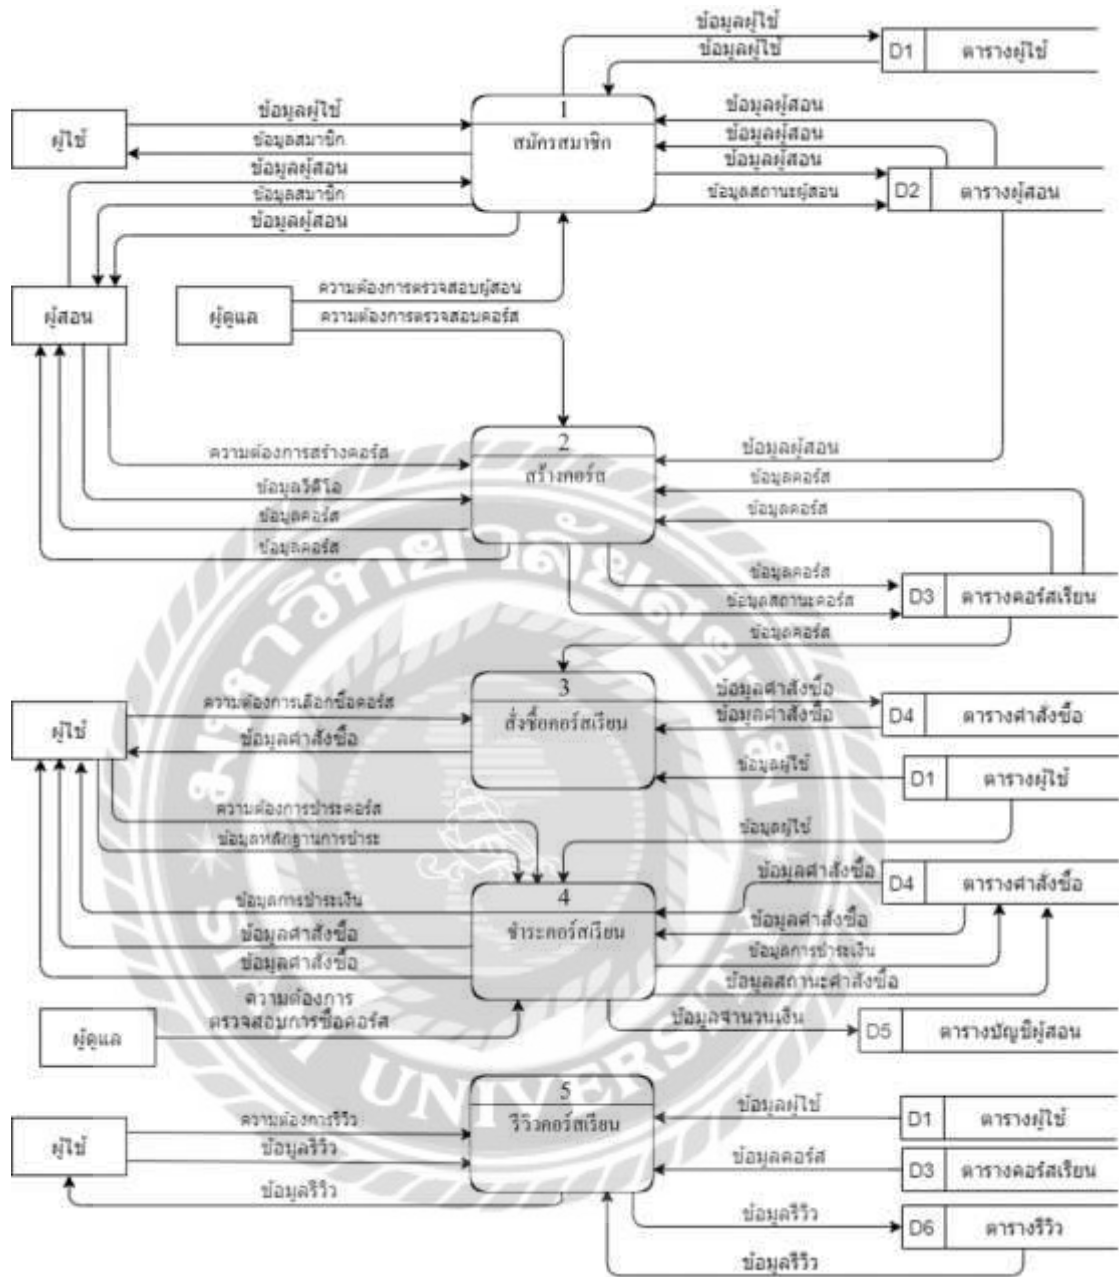 ข้อมูลผู้ใช้
ข้อมูลผู้ใช้
D1 ตารางผู้ใช้
1
สมัครสมาชิก
ผู้ใช้
ข้อมูลผู้ใช้
ข้อมูลสมาชิก
ข้อมูลผู้สอน
ข้อมูลสมาชิก
ข้อมูลผู้สอน
ข้อมูลผู้สอน
ข้อมูลผู้สอน
ข้อมูลผู้สอน
ข้อมูลสถานะผู้สอน
D2 ตารางผู้สอน
ผู้สอน
ผู้ดูแล
ความต้องการตรวจสอบผู้สอน
ความต้องการตรวจสอบคอร์ส
2
สร้างคอร์ส
ความต้องการสร้างคอร์ส
ข้อมูลวีดีโอ
ข้อมูลคอร์ส
ข้อมูลคอร์ส
ข้อมูลผู้สอน
ข้อมูลคอร์ส
ข้อมูลคอร์ส
ข้อมูลคอร์ส
ข้อมูลสถานะคอร์ส
D3 ตารางคอร์สเรียน
ข้อมูลคอร์ส
3
สั่งซื้อคอร์สเรียน
ผู้ใช้
ความต้องการเลือกซื้อคอร์ส
ข้อมูลคำสั่งซื้อ
ข้อมูลคำสั่งซื้อ
ข้อมูลคำสั่งซื้อ
D4 ตารางคำสั่งซื้อ
ข้อมูลผู้ใช้
D1 ตารางผู้ใช้
ความต้องการชำระคอร์ส
ข้อมูลหลักฐานการชำระ
ข้อมูลผู้ใช้
4
ชำระคอร์สเรียน
ข้อมูลการชำระเงิน
ข้อมูลคำสั่งซื้อ
ข้อมูลคำสั่งซื้อ
ข้อมูลคำสั่งซื้อ
D4 ตารางคำสั่งซื้อ
ข้อมูลคำสั่งซื้อ
ข้อมูลการชำระเงิน
ข้อมูลสถานะคำสั่งซื้อ
ผู้ดูแล
ความต้องการ
ตรวจสอบการซื้อคอร์ส
ข้อมูลจำนวนเงิน
D5 ตารางบัญชีผู้สอน
5
รีวิวคอร์สเรียน
ผู้ใช้
ความต้องการรีวิว
ข้อมูลรีวิว
ข้อมูลรีวิว
ข้อมูลผู้ใช้
D1 ตารางผู้ใช้
ข้อมูลคอร์ส
D3 ตารางคอร์สเรียน
ข้อมูลรีวิว
D6 ตารางรีวิว
ข้อมูลรีวิว
มหาวิทยาลัยสยาม
SIAM UNIVERSITY